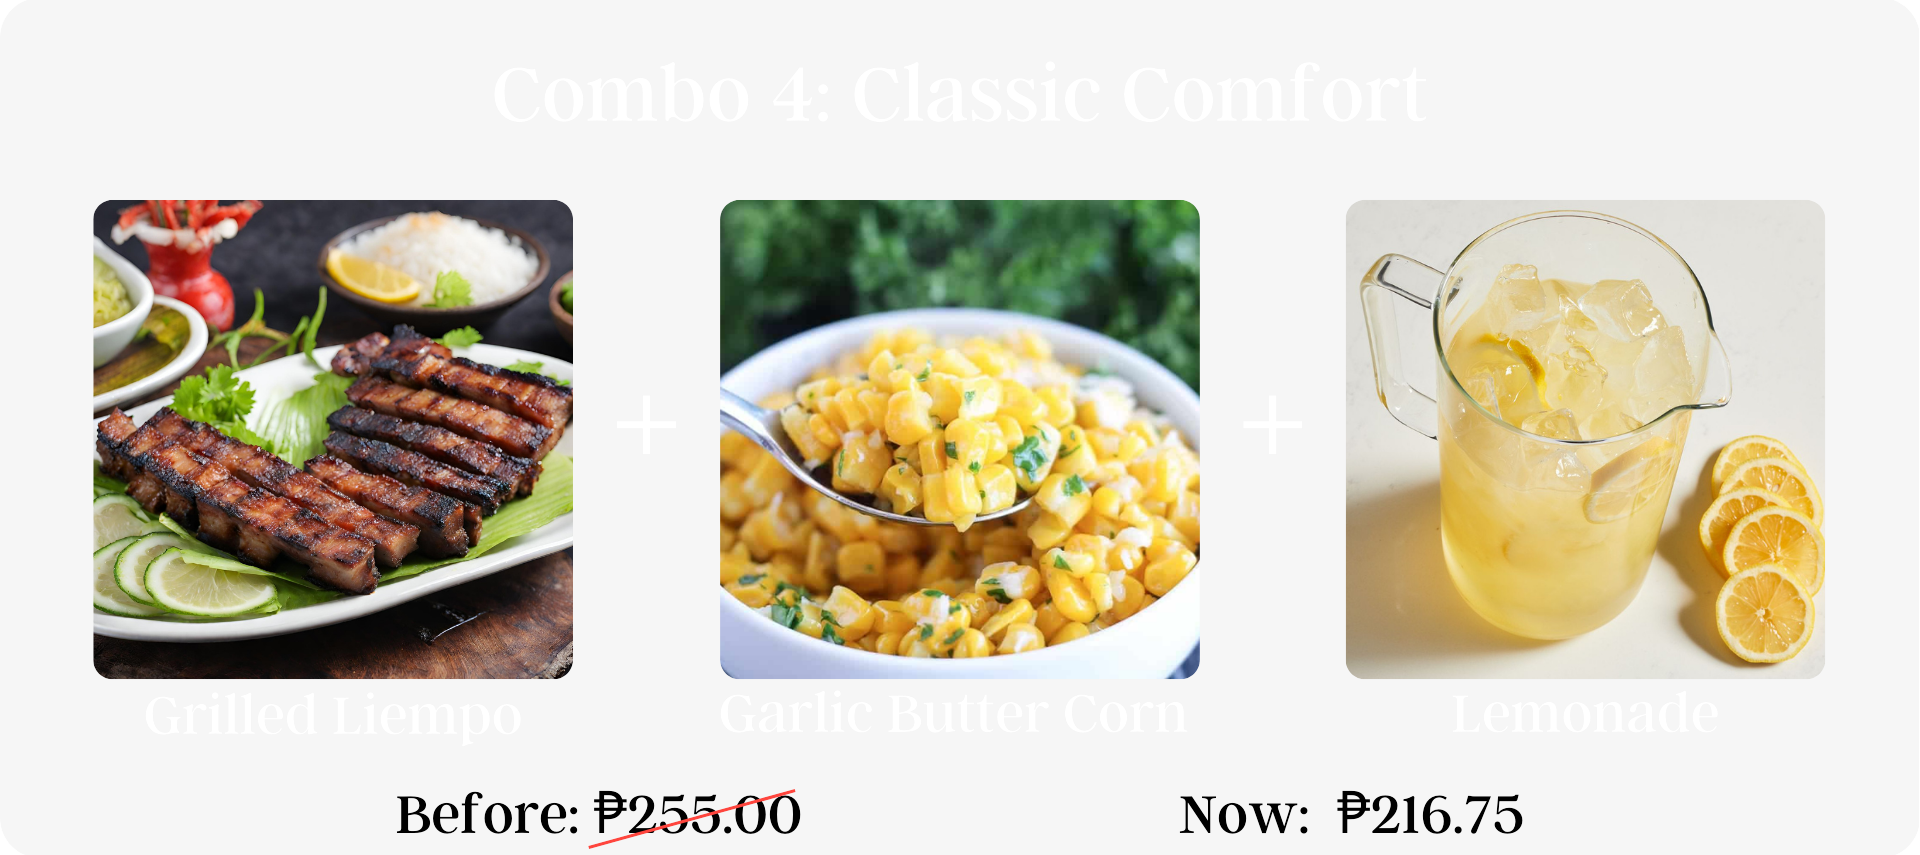 Combo 4: Classic Comfort
+ +
Grilled Liempo Garlic Butter Corn Lemonade
Before: ₱255.00 Now: ₱216.75